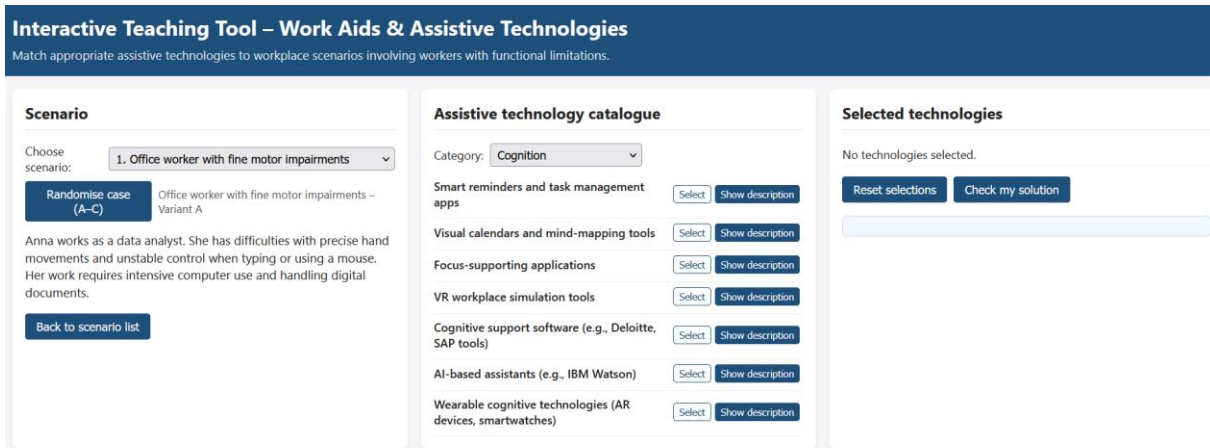 Interactive Teaching Tool – Work Aids & Assistive Technologies
Match appropriate assistive technologies to workplace scenarios involving workers with functional limitations.
Scenario
Choose
scenario:
1. Office worker with fine motor impairments
Randomise case
(A–C)
Office worker with fine motor impairments –
Variant A
Anna works as a data analyst. She has difficulties with precise hand
movements and unstable control when typing or using a mouse.
Her work requires intensive computer use and handling digital
documents.
Back to scenario list
Assistive technology catalogue
Category: Cognition
Smart reminders and task management
apps
Select Show description
Visual calendars and mind-mapping tools Select Show description
Focus-supporting applications Select Show description
VR workplace simulation tools Select Show description
Cognitive support software (e.g., Deloitte,
SAP tools)
Select Show description
AI-based assistants (e.g., IBM Watson) Select Show description
Wearable cognitive technologies (AR
devices, smartwatches)
Select Show description
Selected technologies
No technologies selected.
Reset selections Check my solution